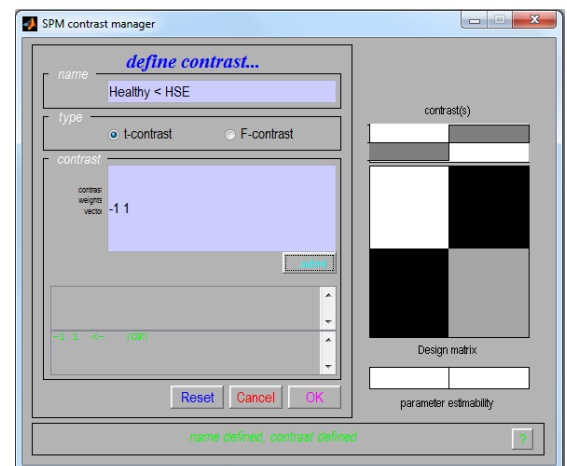 SPM contrast manager
define contrast...
name
Healthy < HSE
type
t-contrast
F-contrast
contrast
contrast
weights
vector
-1 1
...submit
-1 1 <- (OK)
Reset
Cancel
OK
contrast(s)
Design matrix
parameter estimability
name defined, contrast defined
?